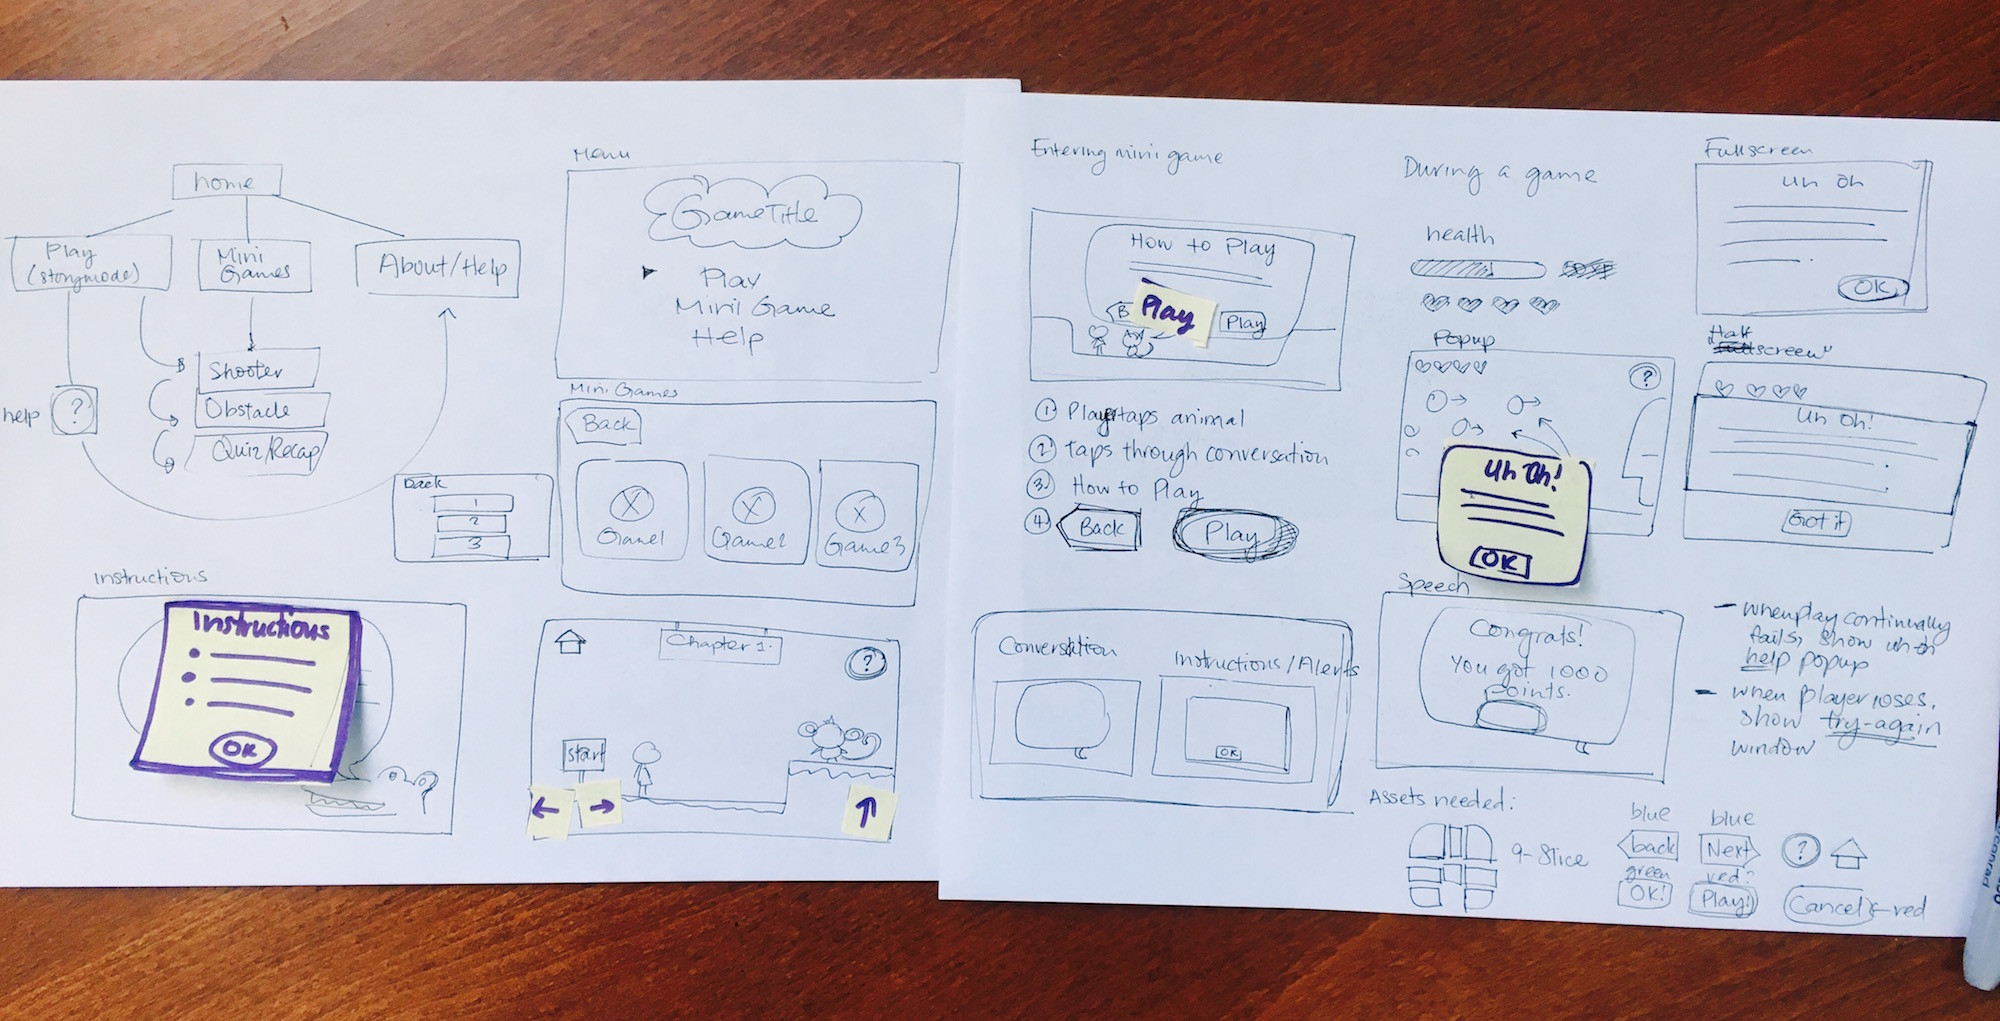 home
Play
(storymode)
Mini
Games
About/Help
help
?
Shooter
Obstacle
Quiz/Recap
Menu
GameTitle
Play
Mini Game
Help
Back
1
2
3
Mini Games
Back
Game1
Game2
Game3
Instructions
Instructions
OK
Chapter 1.
?
start
Entering mini game
How to Play
B
Play
Play
① Player taps animal
② Taps through conversation
③ How to Play
④ Back
Play
Conversation
Instructions/Alerts
OK
During a game
health
Popup
?
Uh Oh!
OK
Speech
Congrats!
You got 1000
points.
Fullscreen
Uh Oh
OK
"Half
screen"
Uh Oh!
Got it
- when play continually
fails, show uh oh
help popup
- when player loses,
show try-again
window
Assets needed:
9-Slice
blue
back
blue
Next
?
green
OK!
red?
Play!
Cancel
red